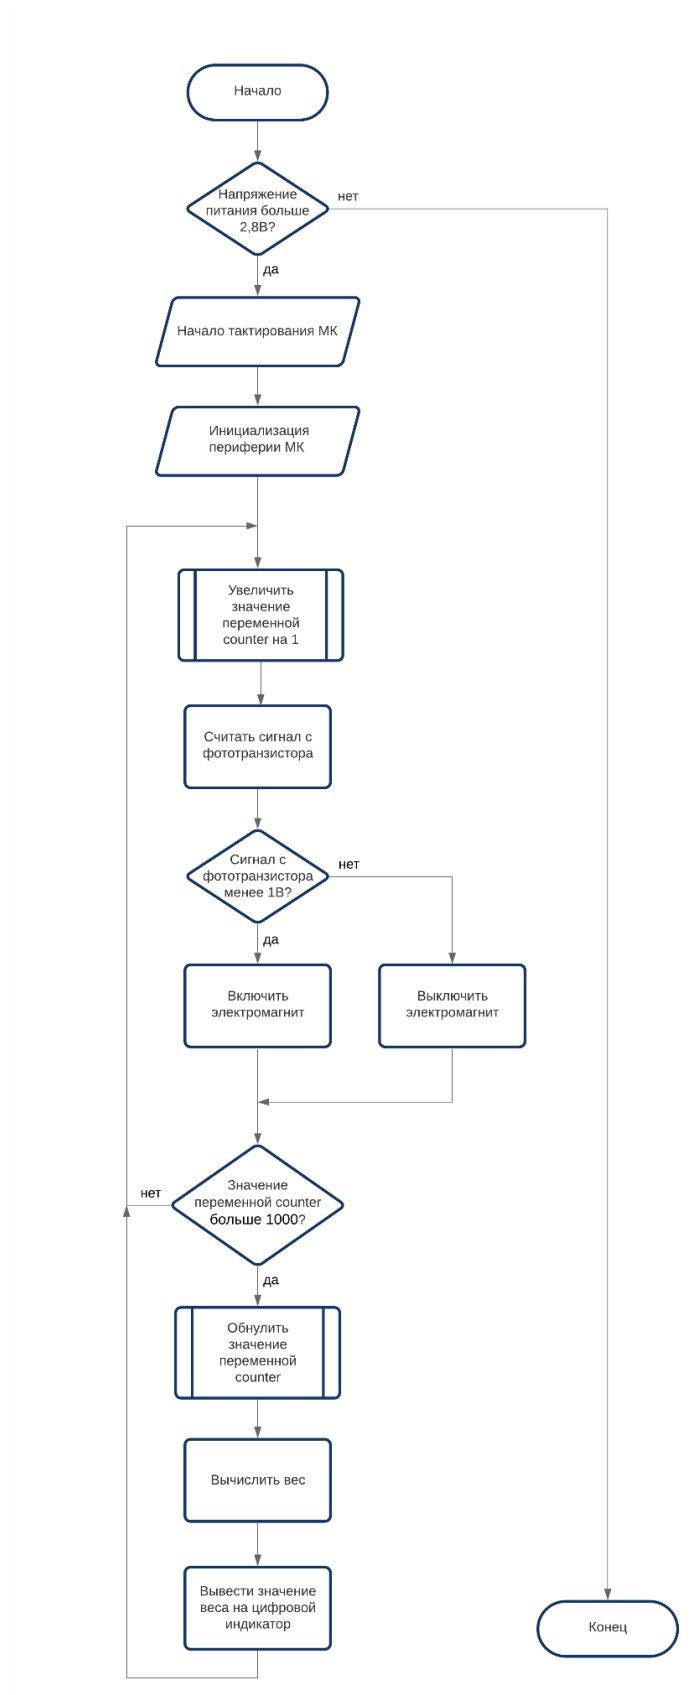 Начало
Напряжение
питания больше
2,8В?
нет
да
Начало тактирования МК
Инициализация
периферии МК
Увеличить
значение
переменной
counter на 1
Считать сигнал с
фототранзистора
Сигнал с
фототранзистора
менее 1В?
нет
да
Включить
электромагнит
Выключить
электромагнит
Значение
переменной counter
больше 1000?
нет
да
Обнулить
значение
переменной
counter
Вычислить вес
Вывести значение
веса на цифровой
индикатор
Конец